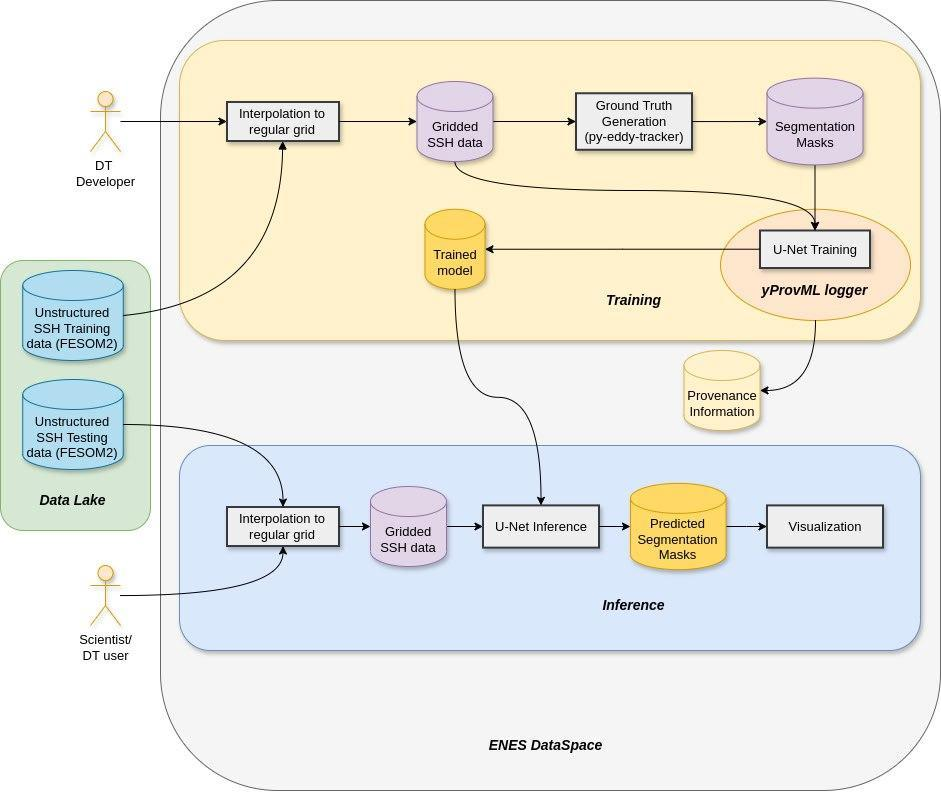 DT
Developer
Interpolation to
regular grid
Gridded
SSH data
Ground Truth
Generation
(py-eddy-tracker)
Segmentation
Masks
Trained
model
U-Net Training
yProvML logger
Training
Unstructured
SSH Training
data (FESOM2)
Unstructured
SSH Testing
data (FESOM2)
Data Lake
Provenance
Information
Interpolation to
regular grid
Gridded
SSH data
U-Net Inference
Predicted
Segmentation
Masks
Visualization
Inference
Scientist/
DT user
ENES DataSpace